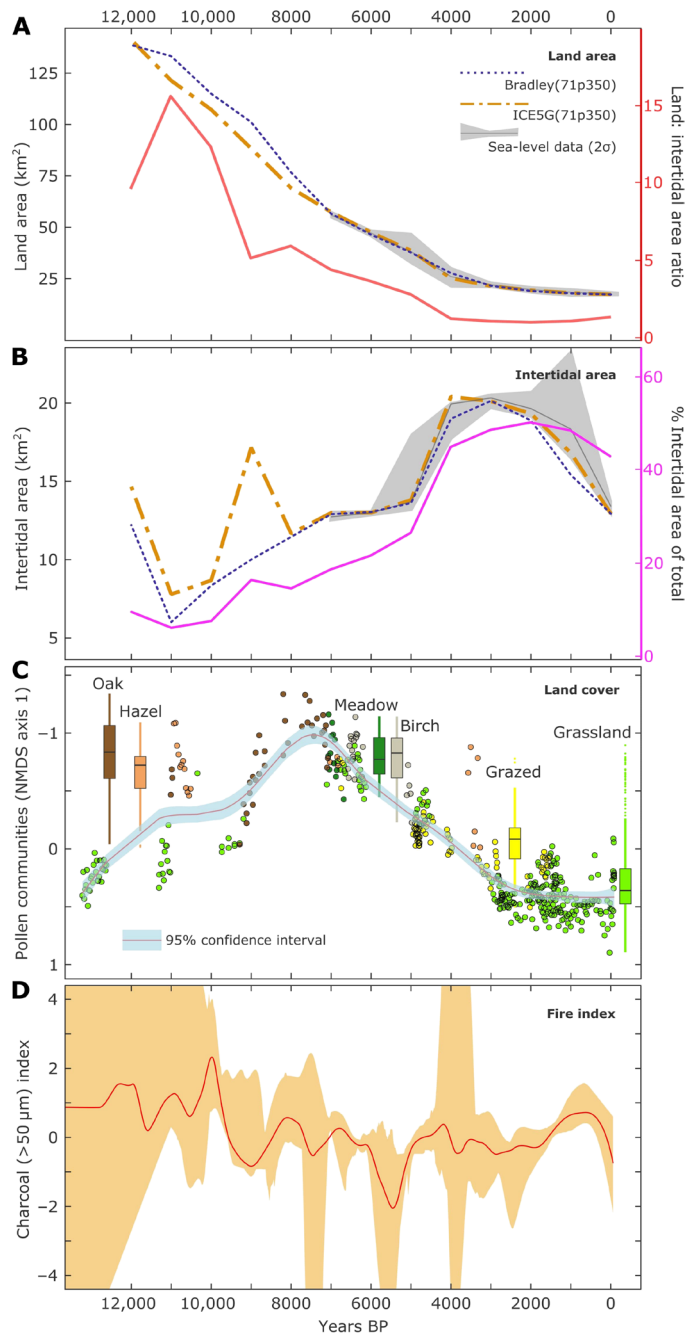 A
12,000 10,000 8000 6000 4000 2000 0
Land area (km²)
125
100
75
50
25
Land area
Bradley(71p350)
ICE5G(71p350)
Sea-level data (2σ)
15
10
5
0
Land: intertidal
area ratio
B
Intertidal area (km²)
20
15
10
5
Intertidal area
60
40
20
0
% Intertidal area of
total
C
Pollen communities (NMDS axis 1)
-1
0
1
Oak
Hazel
Meadow
Birch
Grazed
Grassland
Land cover
95% confidence interval
D
Charcoal (>50 µm) index
4
2
0
−2
−4
Fire index
12,000 10,000 8000 6000 4000 2000 0
Years BP